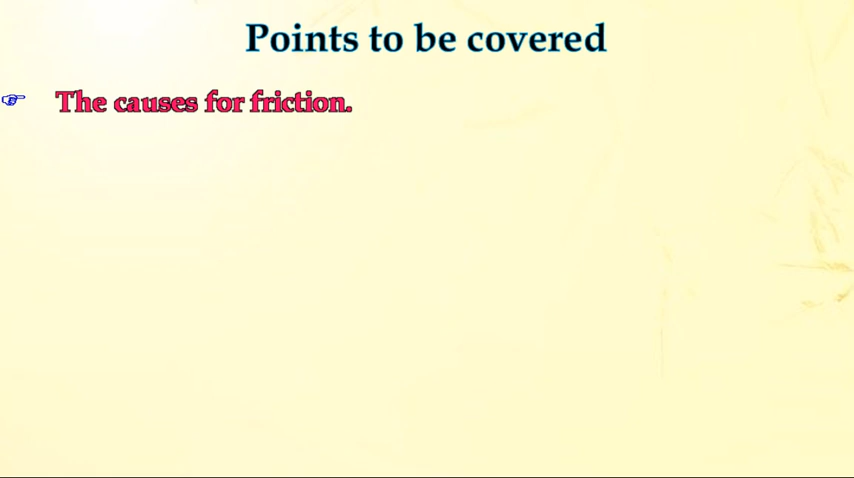 Points to be covered
The causes for friction.